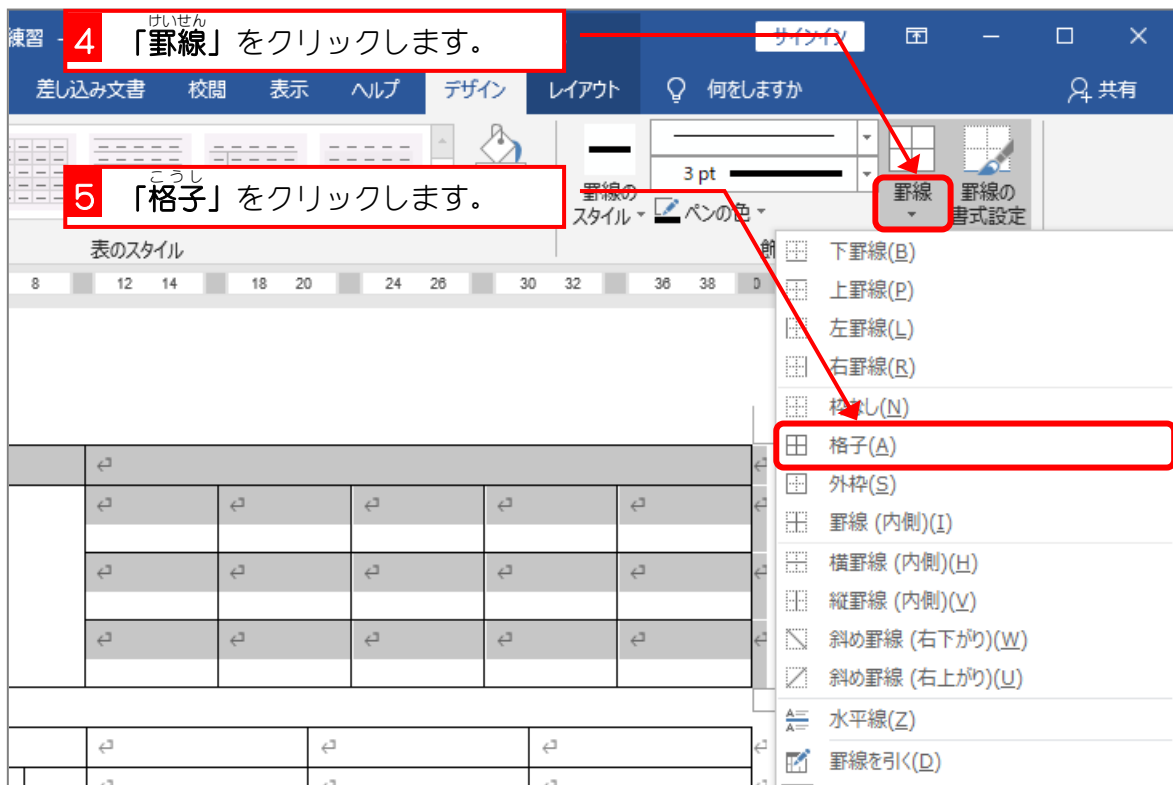 練習 -
けいせん
4 「罫線」をクリックします。
サインイン
差し込み文書 校閲 表示 ヘルプ デザイン レイアウト 何をしますか 共有
こうし
5 「格子」をクリックします。
3 pt
罫線の
スタイル
ペンの色
罫線
罫線の
書式設定
表のスタイル
飾
8 12 14 18 20 24 26 30 32 36 38
下罫線(B)
上罫線(P)
左罫線(L)
右罫線(R)
枠なし(N)
格子(A)
外枠(S)
罫線 (内側)(I)
横罫線 (内側)(H)
縦罫線 (内側)(V)
斜め罫線 (右下がり)(W)
斜め罫線 (右上がり)(U)
水平線(Z)
罫線を引く(D)